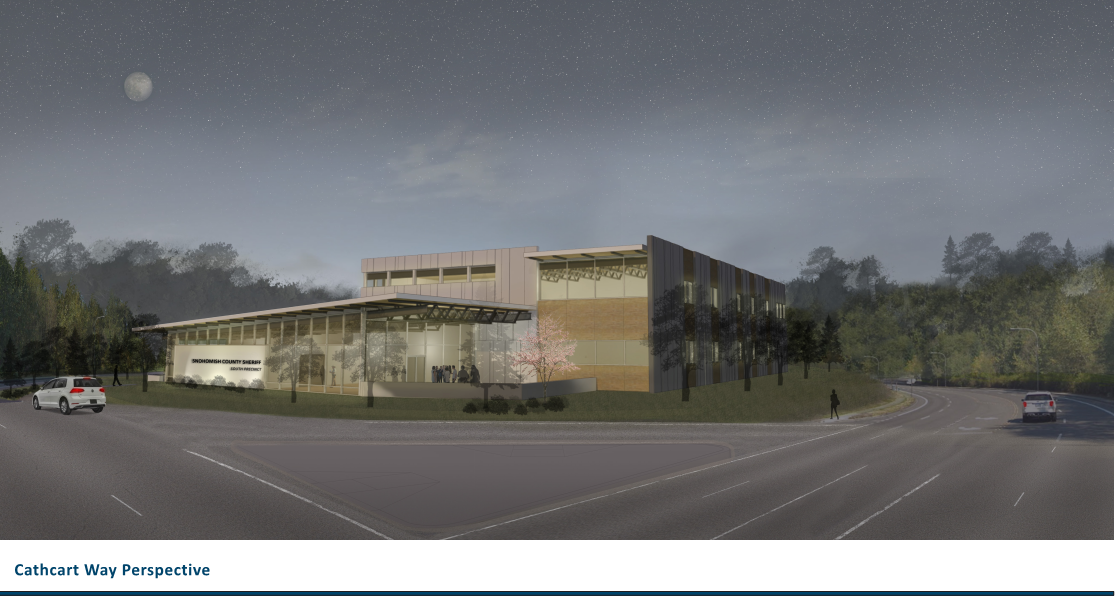 SNOHOMISH COUNTY SHERIFF
SOUTH PRECINCT
Cathcart Way Perspective